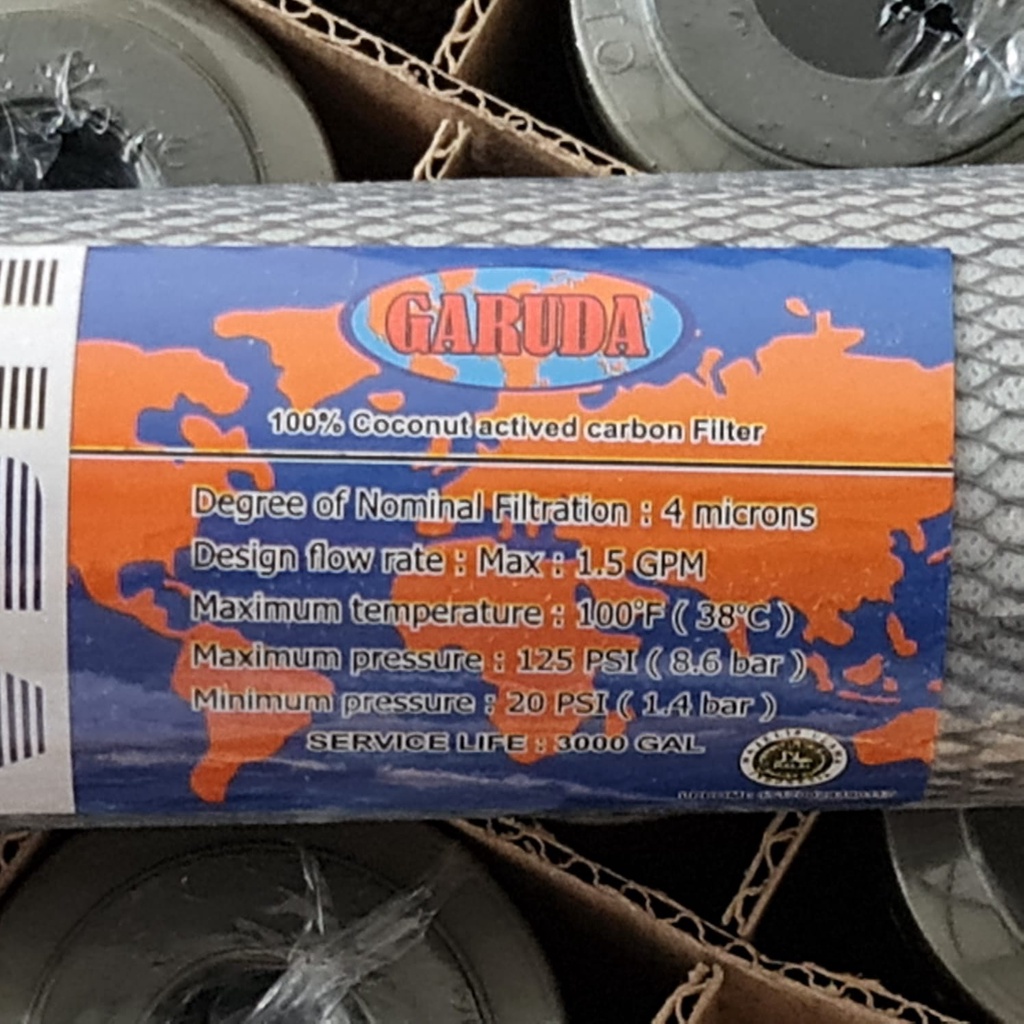 GARUDA
100% Coconut actived carbon Filter
Degree of Nominal Filtration : 4 microns
Design flow rate : Max : 1.5 GPM
Maximum temperature : 100°F ( 38°C )
Maximum pressure : 125 PSI ( 8.6 bar )
Minimum pressure : 20 PSI ( 1.4 bar )
SERVICE LIFE : 3000 GAL